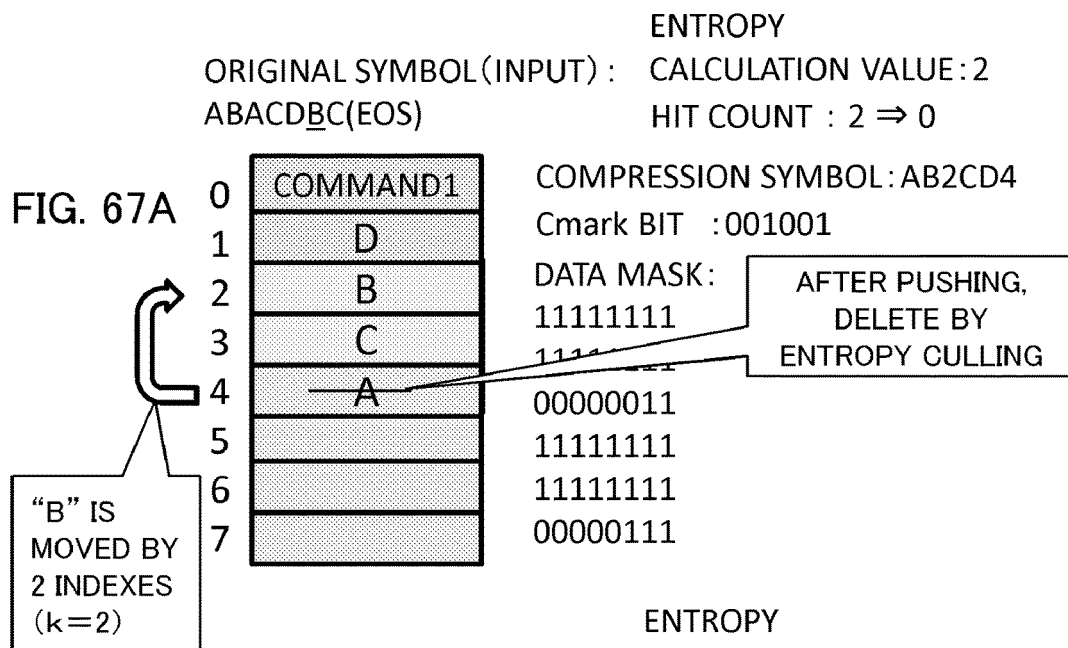 ENTROPY
ORIGINAL SYMBOL(INPUT) : CALCULATION VALUE:2
ABACDBC(EOS) HIT COUNT : 2 ⇒ 0
FIG. 67A
0 COMMAND1
1 D
2 B
3 C
4 A
5
6
7
COMPRESSION SYMBOL:AB2CD4
Cmark BIT :001001
DATA MASK:
11111111
00000011
11111111
11111111
00000111
AFTER PUSHING,
DELETE BY
ENTROPY CULLING
“B” IS
MOVED BY
2 INDEXES
(k=2)
ENTROPY